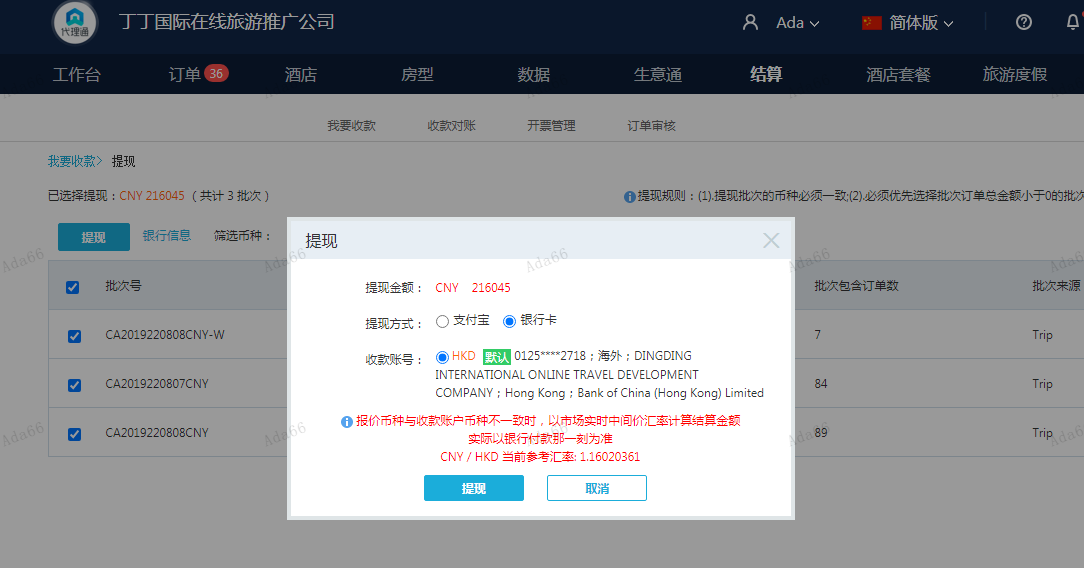 代理通
丁丁国际在线旅游推广公司
Ada
简体版
工作台 订单 36 酒店 房型 数据 生意通 结算 酒店套餐 旅游度假
我要收款 收款对账 开票管理 订单审核
我要收款> 提现
已选择提现：CNY 216045 （ 共计 3 批次 ）
提现规则：(1).提现批次的币种必须一致;(2).必须优先选择批次订单总金额小于0的批次
提现 银行信息 筛选币种：
批次号 批次包含订单数 批次来源
CA2019220808CNY-W 7 Trip
CA2019220807CNY 84 Trip
CA2019220808CNY 89 Trip
提现
提现金额： CNY 216045
提现方式： 支付宝 银行卡
收款账号： HKD 默认 0125****2718；海外；DINGDING
INTERNATIONAL ONLINE TRAVEL DEVELOPMENT
COMPANY；Hong Kong；Bank of China (Hong Kong) Limited
报价币种与收款账户币种不一致时，以市场实时中间价汇率计算结算金额
实际以银行付款那一刻为准
CNY / HKD 当前参考汇率: 1.16020361
提现 取消
Ada66
Ada66
Ada66
Ada66
Ada66
Ada66
Ada66